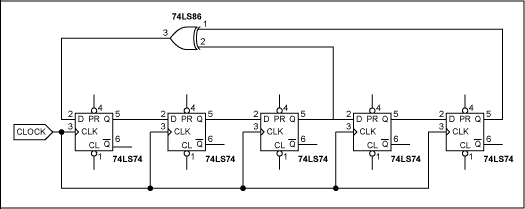 74LS86
3
1
2
4 4 4 4 4
2 D PR Q 5 2 D PR Q 5 2 D PR Q 5 2 D PR Q 5 2 D PR Q 5
CLOCK 3 CLK 3 CLK 3 CLK 3 CLK 3 CLK
CL Q 6 CL Q 6 CL Q 6 CL Q 6 CL Q 6
1 74LS74 1 74LS74 1 74LS74 1 74LS74 1 74LS74